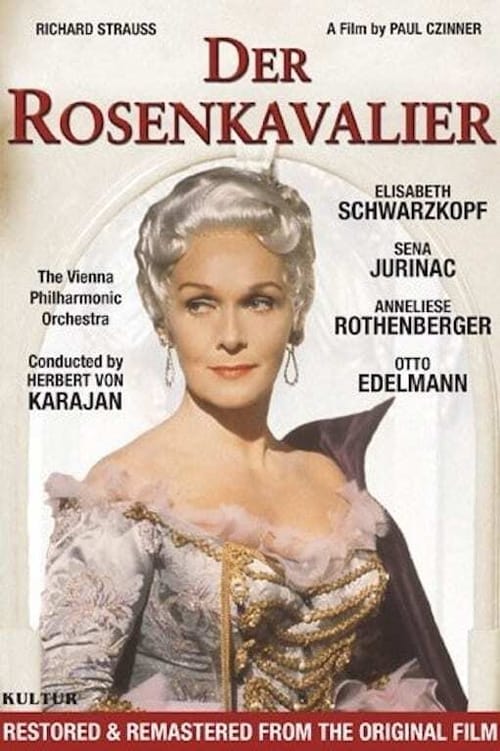 RICHARD STRAUSS
A Film by PAUL CZINNER
DER
ROSENKAVALIER
ELISABETH
SCHWARZKOPF
SENA
JURINAC
ANNELIESE
ROTHENBERGER
OTTO
EDELMANN
The Vienna
Philharmonic
Orchestra
Conducted by
HERBERT VON
KARAJAN
KULTUR
RESTORED & REMASTERED FROM THE ORIGINAL FILM